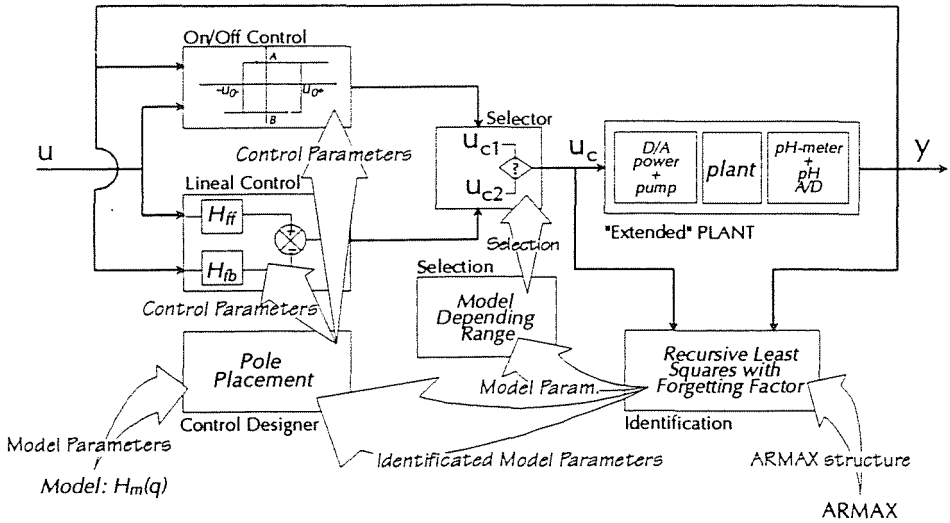 On/Off Control
A
-u0-
u0+
B
Control Parameters
u
Lineal Control
Hff
+
−
Hfb
Control Parameters
Selector
uc1
?
uc2
Selection
uc
D/A
power
+
pump
plant
pH-meter
+
pH
A/D
y
"Extended" PLANT
Selection
Model
Depending
Range
Pole
Placement
Control Designer
Model Param.
Recursive Least
Squares with
Forgetting Factor
Identification
Model Parameters
Model: Hm(q)
Identificated Model Parameters
ARMAX structure
ARMAX